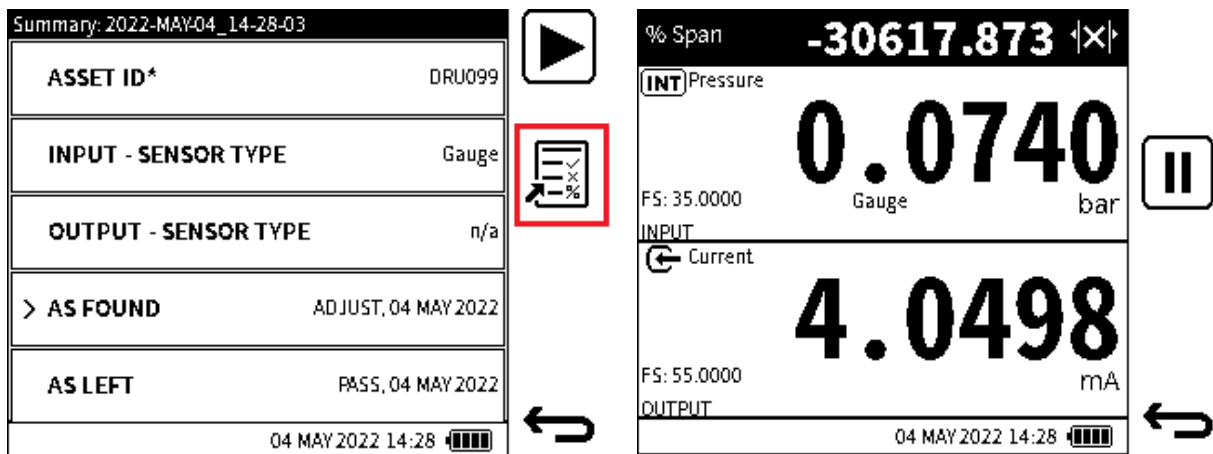 Summary: 2022-MAY-04_14-28-03
ASSET ID* DRU099
INPUT - SENSOR TYPE Gauge
OUTPUT - SENSOR TYPE n/a
> AS FOUND ADJUST, 04 MAY 2022
AS LEFT PASS, 04 MAY 2022
04 MAY 2022 14:28
% Span -30617.873
INT Pressure
0.0740
FS: 35.0000 Gauge bar
INPUT
Current
4.0498
FS: 55.0000 mA
OUTPUT
04 MAY 2022 14:28